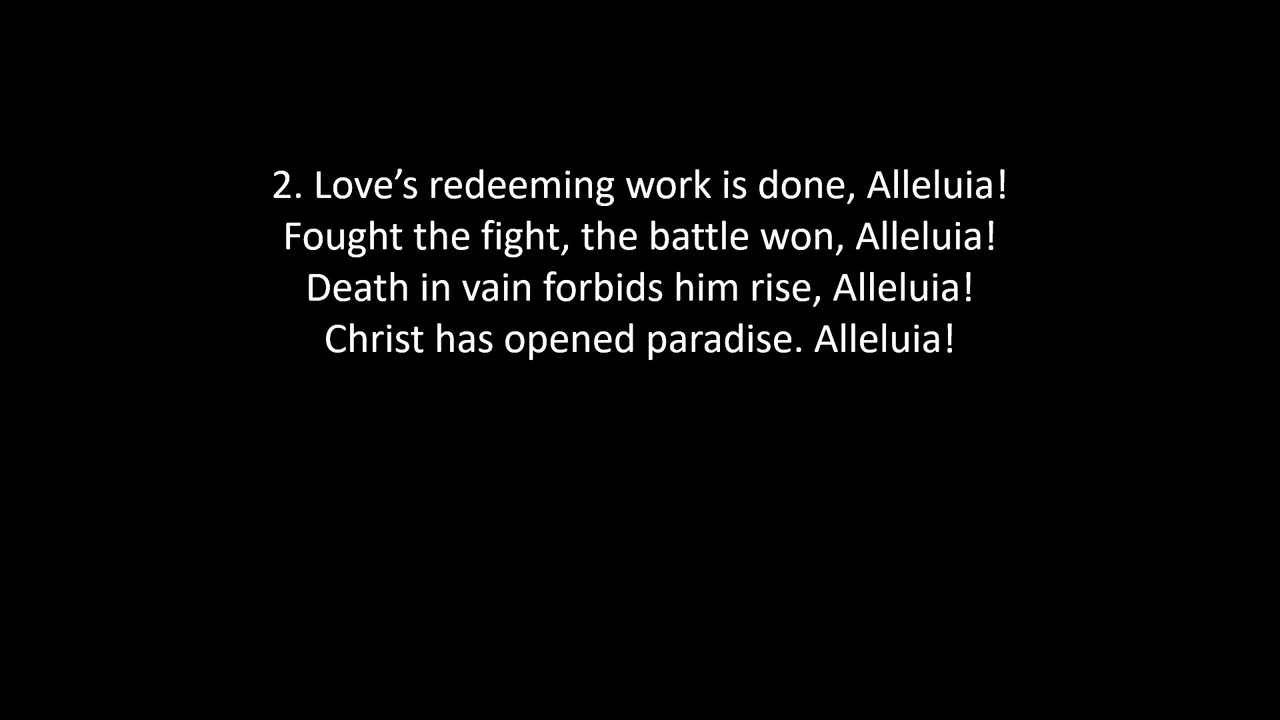 2. Love’s redeeming work is done, Alleluia!
Fought the fight, the battle won, Alleluia!
Death in vain forbids him rise, Alleluia!
Christ has opened paradise. Alleluia!